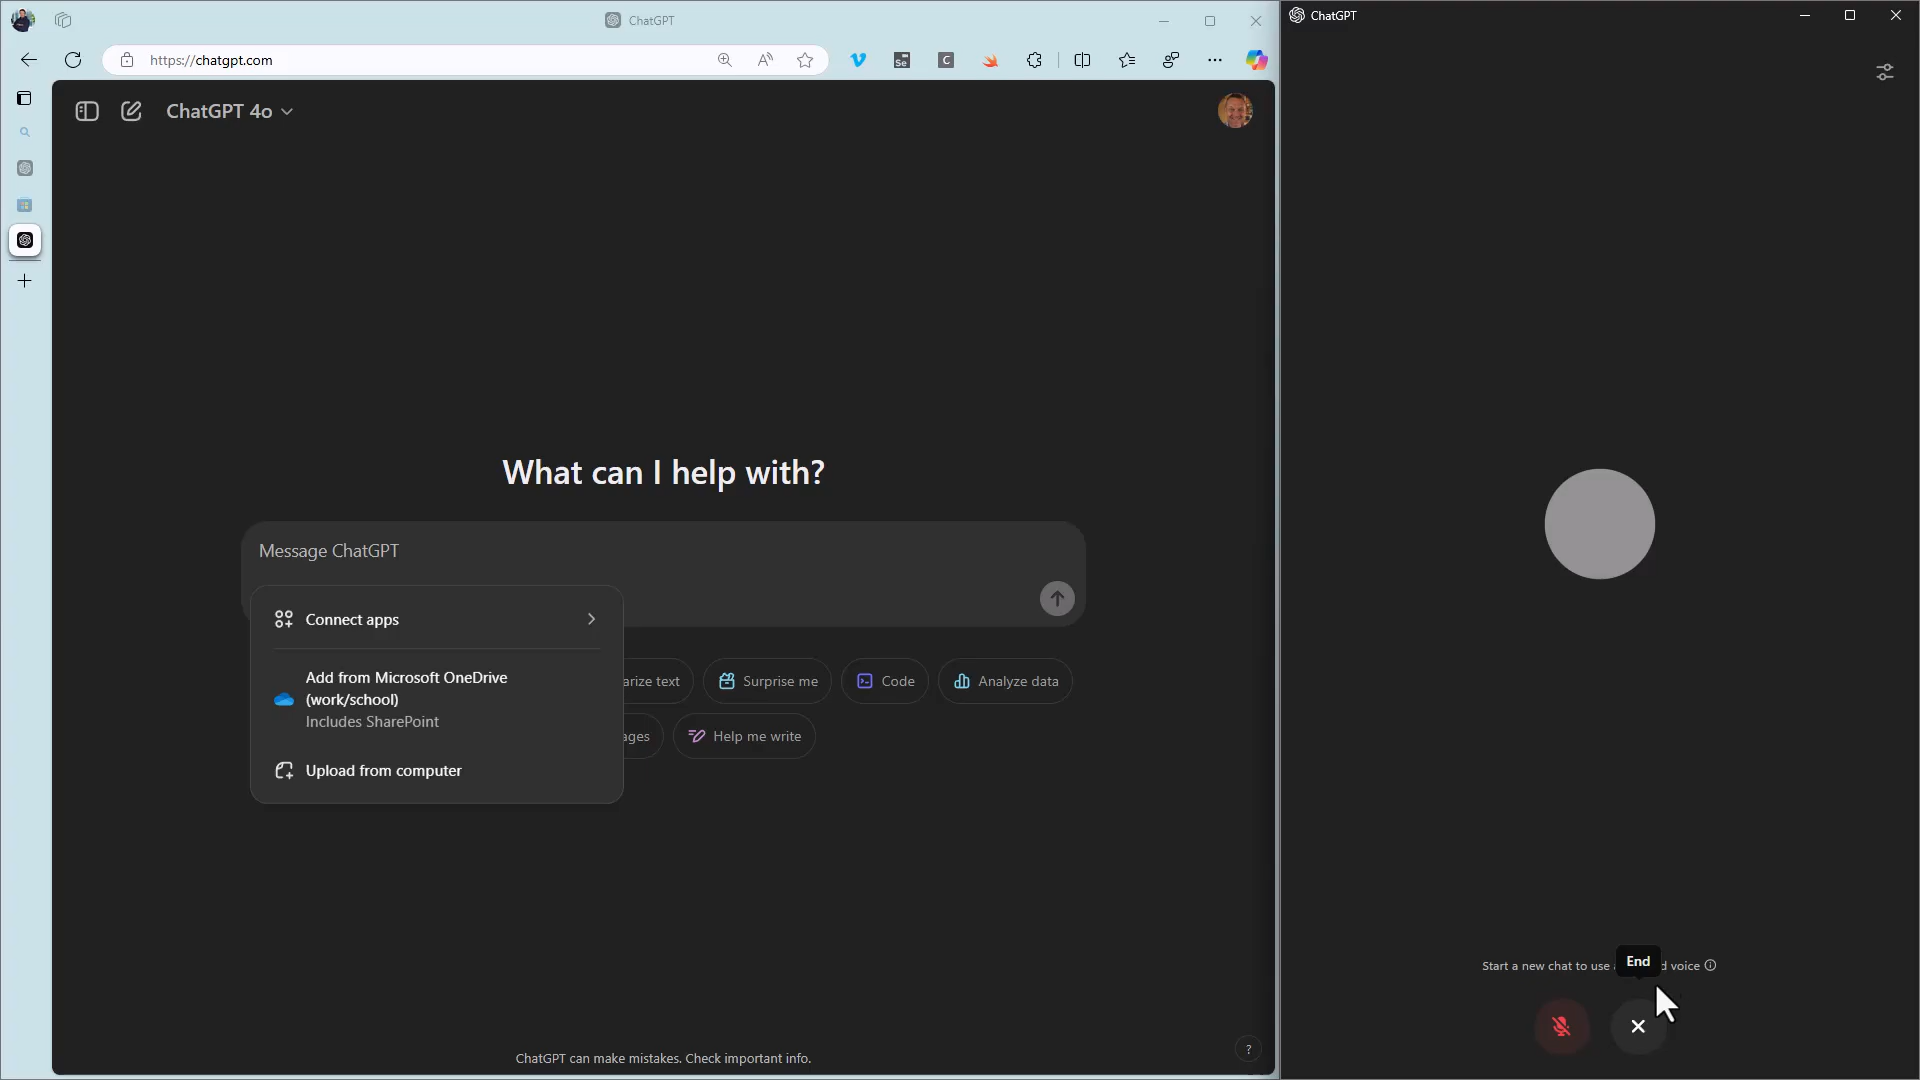 ChatGPT
https://chatgpt.com
Se
C
ChatGPT 4o
What can I help with?
Message ChatGPT
Connect apps
Add from Microsoft OneDrive
(work/school)
Includes SharePoint
Upload from computer
arize text
Surprise me
Code
Analyze data
ages
Help me write
ChatGPT can make mistakes. Check important info.
?
ChatGPT
End
Start a new chat to use a d voice